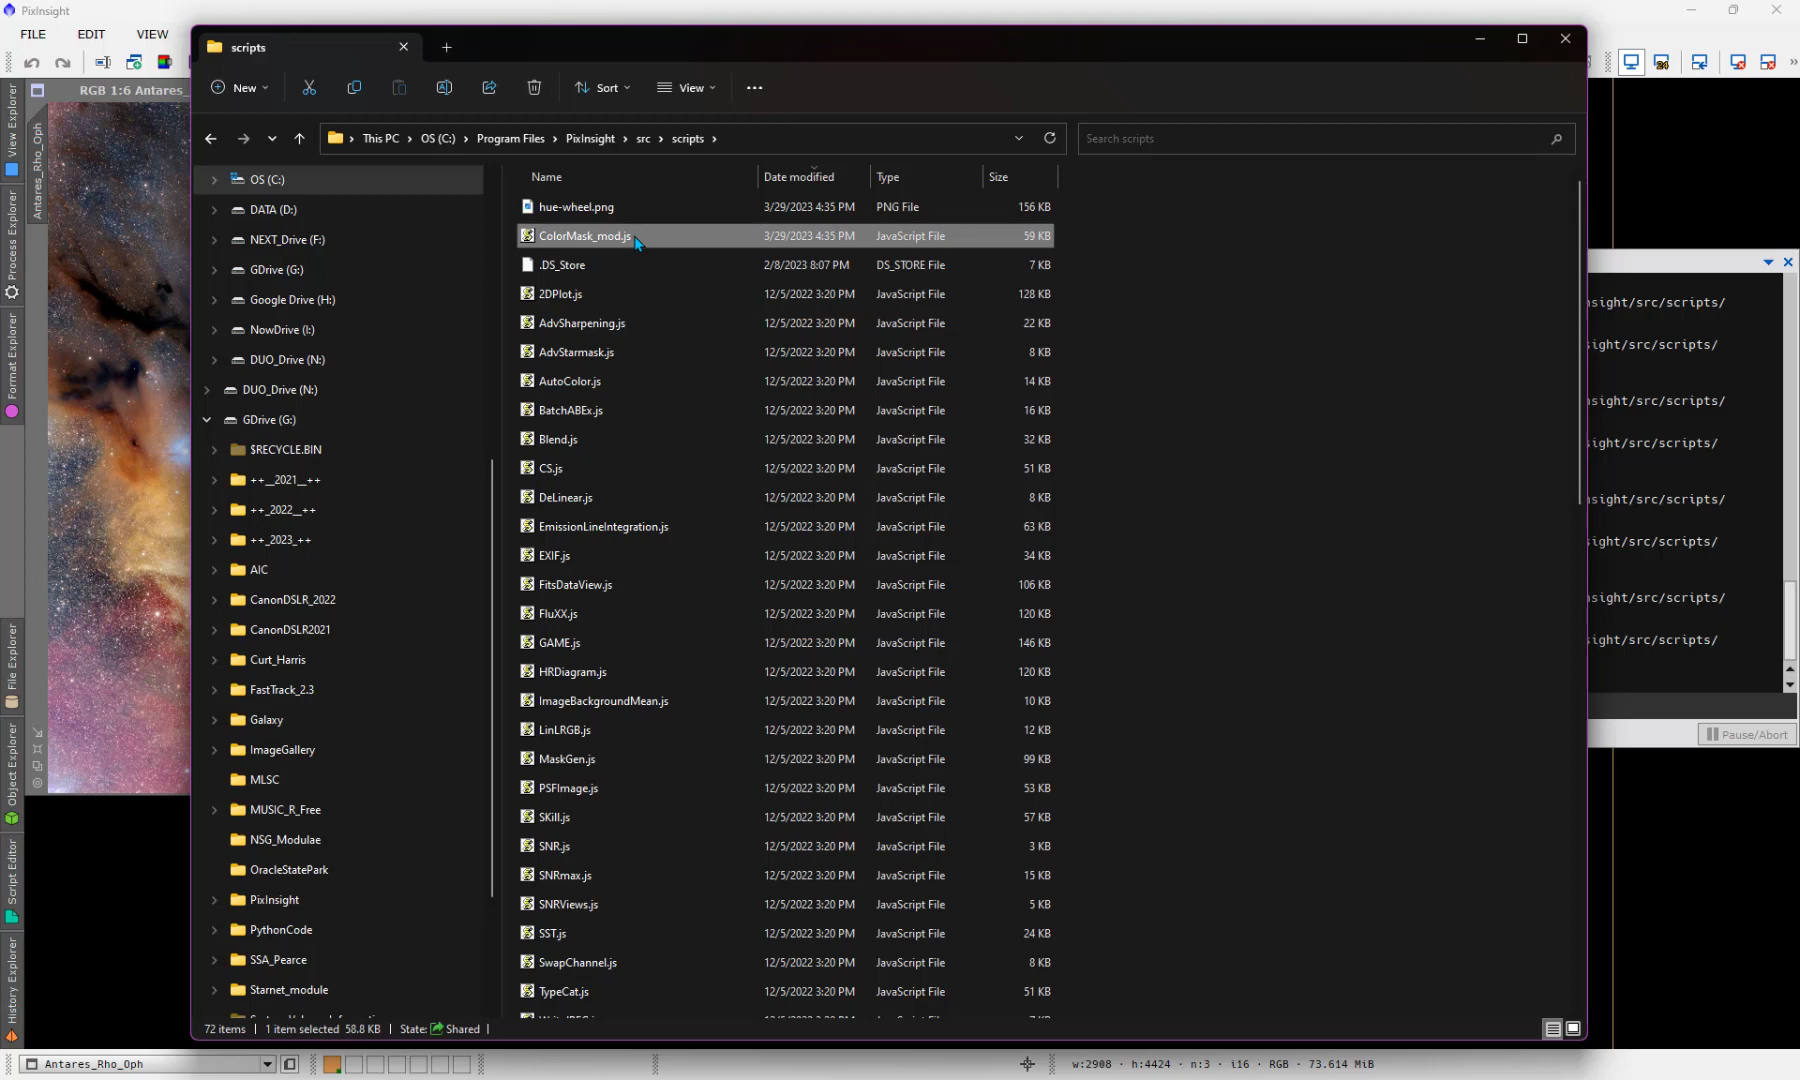 PixInsight
FILE EDIT VIEW
scripts
New Sort View
This PC OS (C:) Program Files PixInsight src scripts
Search scripts
RGB 1:6 Antares_
Antares_Rho_Oph
View Explorer
Process Explorer
Format Explorer
File Explorer
Object Explorer
Script Editor
History Explorer
OS (C:)
DATA (D:)
NEXT_Drive (F:)
GDrive (G:)
Google Drive (H:)
NowDrive (I:)
DUO_Drive (N:)
DUO_Drive (N:)
GDrive (G:)
$RECYCLE.BIN
++__2021__++
++_2022__++
++_2023_++
AIC
CanonDSLR_2022
CanonDSLR2021
Curt_Harris
FastTrack_2.3
Galaxy
ImageGallery
MLSC
MUSIC_R_Free
NSG_Modulae
OracleStatePark
PixInsight
PythonCode
SSA_Pearce
Starnet_module
Name Date modified Type Size
hue-wheel.png 3/29/2023 4:35 PM PNG File 156 KB
ColorMask_mod.js 3/29/2023 4:35 PM JavaScript File 59 KB
.DS_Store 2/8/2023 8:07 PM DS_STORE File 7 KB
2DPlot.js 12/5/2022 3:20 PM JavaScript File 128 KB
AdvSharpening.js 12/5/2022 3:20 PM JavaScript File 22 KB
AdvStarmask.js 12/5/2022 3:20 PM JavaScript File 8 KB
AutoColor.js 12/5/2022 3:20 PM JavaScript File 14 KB
BatchABEx.js 12/5/2022 3:20 PM JavaScript File 16 KB
Blend.js 12/5/2022 3:20 PM JavaScript File 32 KB
CS.js 12/5/2022 3:20 PM JavaScript File 51 KB
DeLinear.js 12/5/2022 3:20 PM JavaScript File 8 KB
EmissionLineIntegration.js 12/5/2022 3:20 PM JavaScript File 63 KB
EXIF.js 12/5/2022 3:20 PM JavaScript File 34 KB
FitsDataView.js 12/5/2022 3:20 PM JavaScript File 106 KB
FluXX.js 12/5/2022 3:20 PM JavaScript File 120 KB
GAME.js 12/5/2022 3:20 PM JavaScript File 146 KB
HRDiagram.js 12/5/2022 3:20 PM JavaScript File 120 KB
ImageBackgroundMean.js 12/5/2022 3:20 PM JavaScript File 10 KB
LinLRGB.js 12/5/2022 3:20 PM JavaScript File 12 KB
MaskGen.js 12/5/2022 3:20 PM JavaScript File 99 KB
PSFImage.js 12/5/2022 3:20 PM JavaScript File 53 KB
SKill.js 12/5/2022 3:20 PM JavaScript File 57 KB
SNR.js 12/5/2022 3:20 PM JavaScript File 3 KB
SNRmax.js 12/5/2022 3:20 PM JavaScript File 15 KB
SNRViews.js 12/5/2022 3:20 PM JavaScript File 5 KB
SST.js 12/5/2022 3:20 PM JavaScript File 24 KB
SwapChannel.js 12/5/2022 3:20 PM JavaScript File 8 KB
TypeCat.js 12/5/2022 3:20 PM JavaScript File 51 KB
nsight/src/scripts/
sight/src/scripts/
sight/src/scripts/
sight/src/scripts/
sight/src/scripts/
sight/src/scripts/
nsight/src/scripts/
sight/src/scripts/
Pause/Abort
72 items 1 item selected 58.8 KB State: Shared
Antares_Rho_Oph
w:2908 · h:4424 · n:3 · i16 · RGB · 73.614 MiB